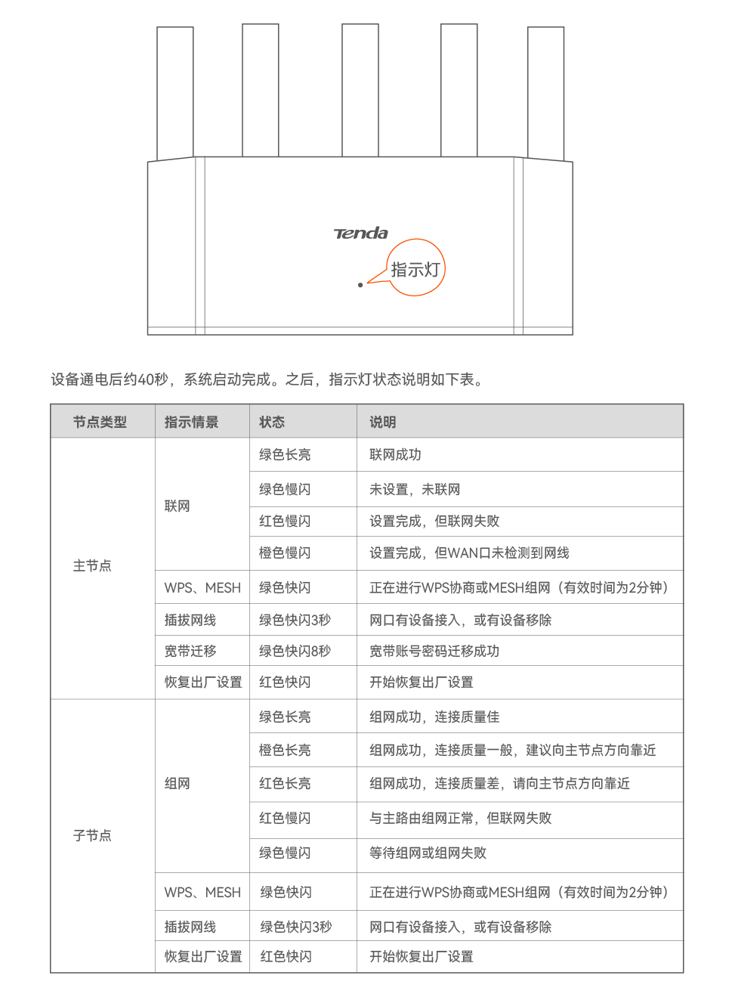 Tenda
指示灯
设备通电后约40秒，系统启动完成。之后，指示灯状态说明如下表。
节点类型 指示情景 状态 说明
主节点 联网 绿色长亮 联网成功
绿色慢闪 未设置，未联网
红色慢闪 设置完成，但联网失败
橙色慢闪 设置完成，但WAN口未检测到网线
WPS、MESH 绿色快闪 正在进行WPS协商或MESH组网（有效时间为2分钟）
插拔网线 绿色快闪3秒 网口有设备接入，或有设备移除
宽带迁移 绿色快闪8秒 宽带账号密码迁移成功
恢复出厂设置 红色快闪 开始恢复出厂设置
子节点 组网 绿色长亮 组网成功，连接质量佳
橙色长亮 组网成功，连接质量一般，建议向主节点方向靠近
红色长亮 组网成功，连接质量差，请向主节点方向靠近
红色慢闪 与主路由组网正常，但联网失败
绿色慢闪 等待组网或组网失败
WPS、MESH 绿色快闪 正在进行WPS协商或MESH组网（有效时间为2分钟）
插拔网线 绿色快闪3秒 网口有设备接入，或有设备移除
恢复出厂设置 红色快闪 开始恢复出厂设置